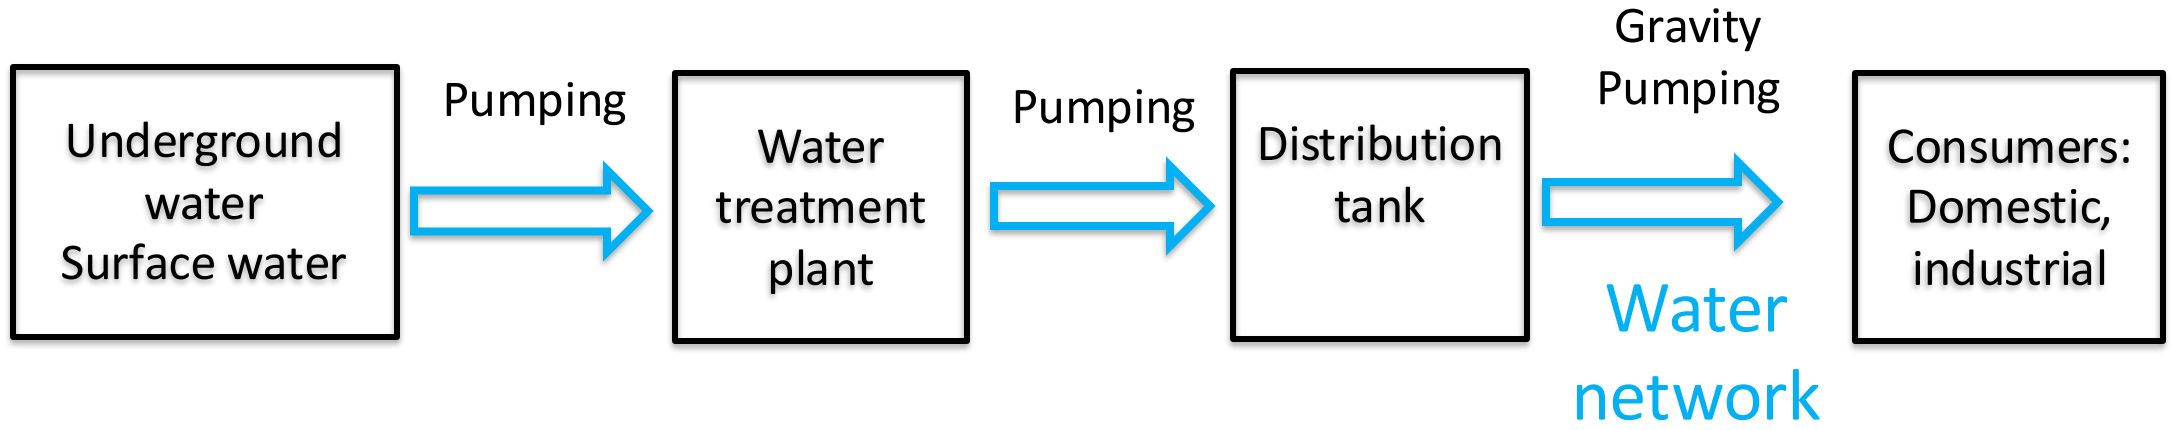 Underground
water
Surface water
Pumping
Water
treatment
plant
Pumping
Distribution
tank
Gravity
Pumping
Water
network
Consumers:
Domestic,
industrial